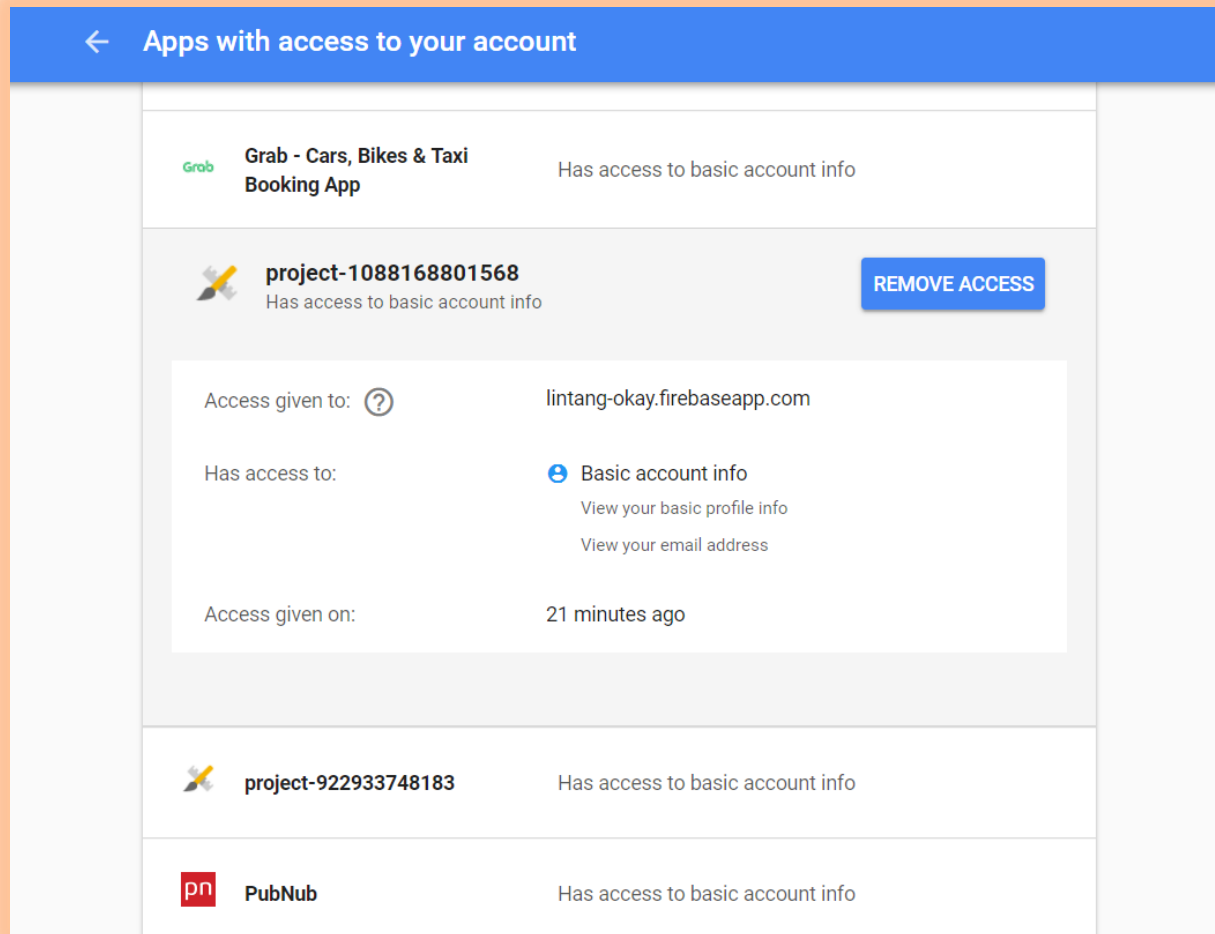 Apps with access to your account
Grab
Grab - Cars, Bikes & Taxi
Booking App
Has access to basic account info
project-1088168801568
Has access to basic account info
REMOVE ACCESS
Access given to:
lintang-okay.firebaseapp.com
Has access to:
Basic account info
View your basic profile info
View your email address
Access given on:
21 minutes ago
project-922933748183
Has access to basic account info
pn
PubNub
Has access to basic account info